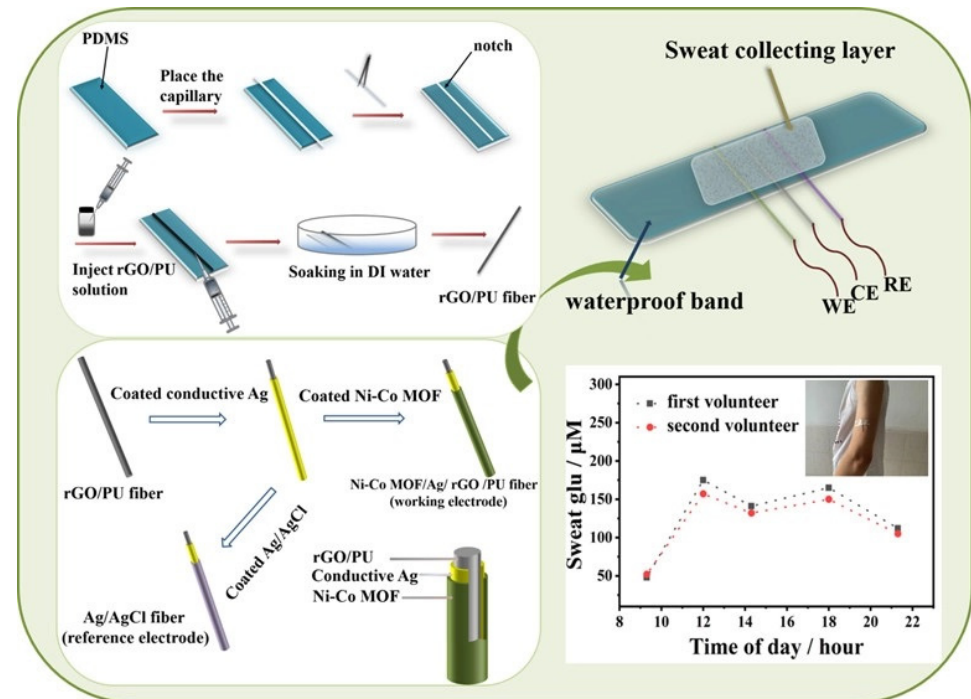 PDMS
Place the
capillary
notch
Inject rGO/PU
solution
Soaking in DI water
rGO/PU fiber
Sweat collecting layer
waterproof band
WE
CE
RE
Coated conductive Ag
Coated Ni-Co MOF
rGO/PU fiber
Ni-Co MOF/Ag/ rGO /PU fiber
(working electrode)
Coated Ag/AgCl
Ag/AgCl fiber
(reference electrode)
rGO/PU
Conductive Ag
Ni-Co MOF
first volunteer
second volunteer
Sweat glu / μM
300
250
200
150
100
50
8 10 12 14 16 18 20 22
Time of day / hour